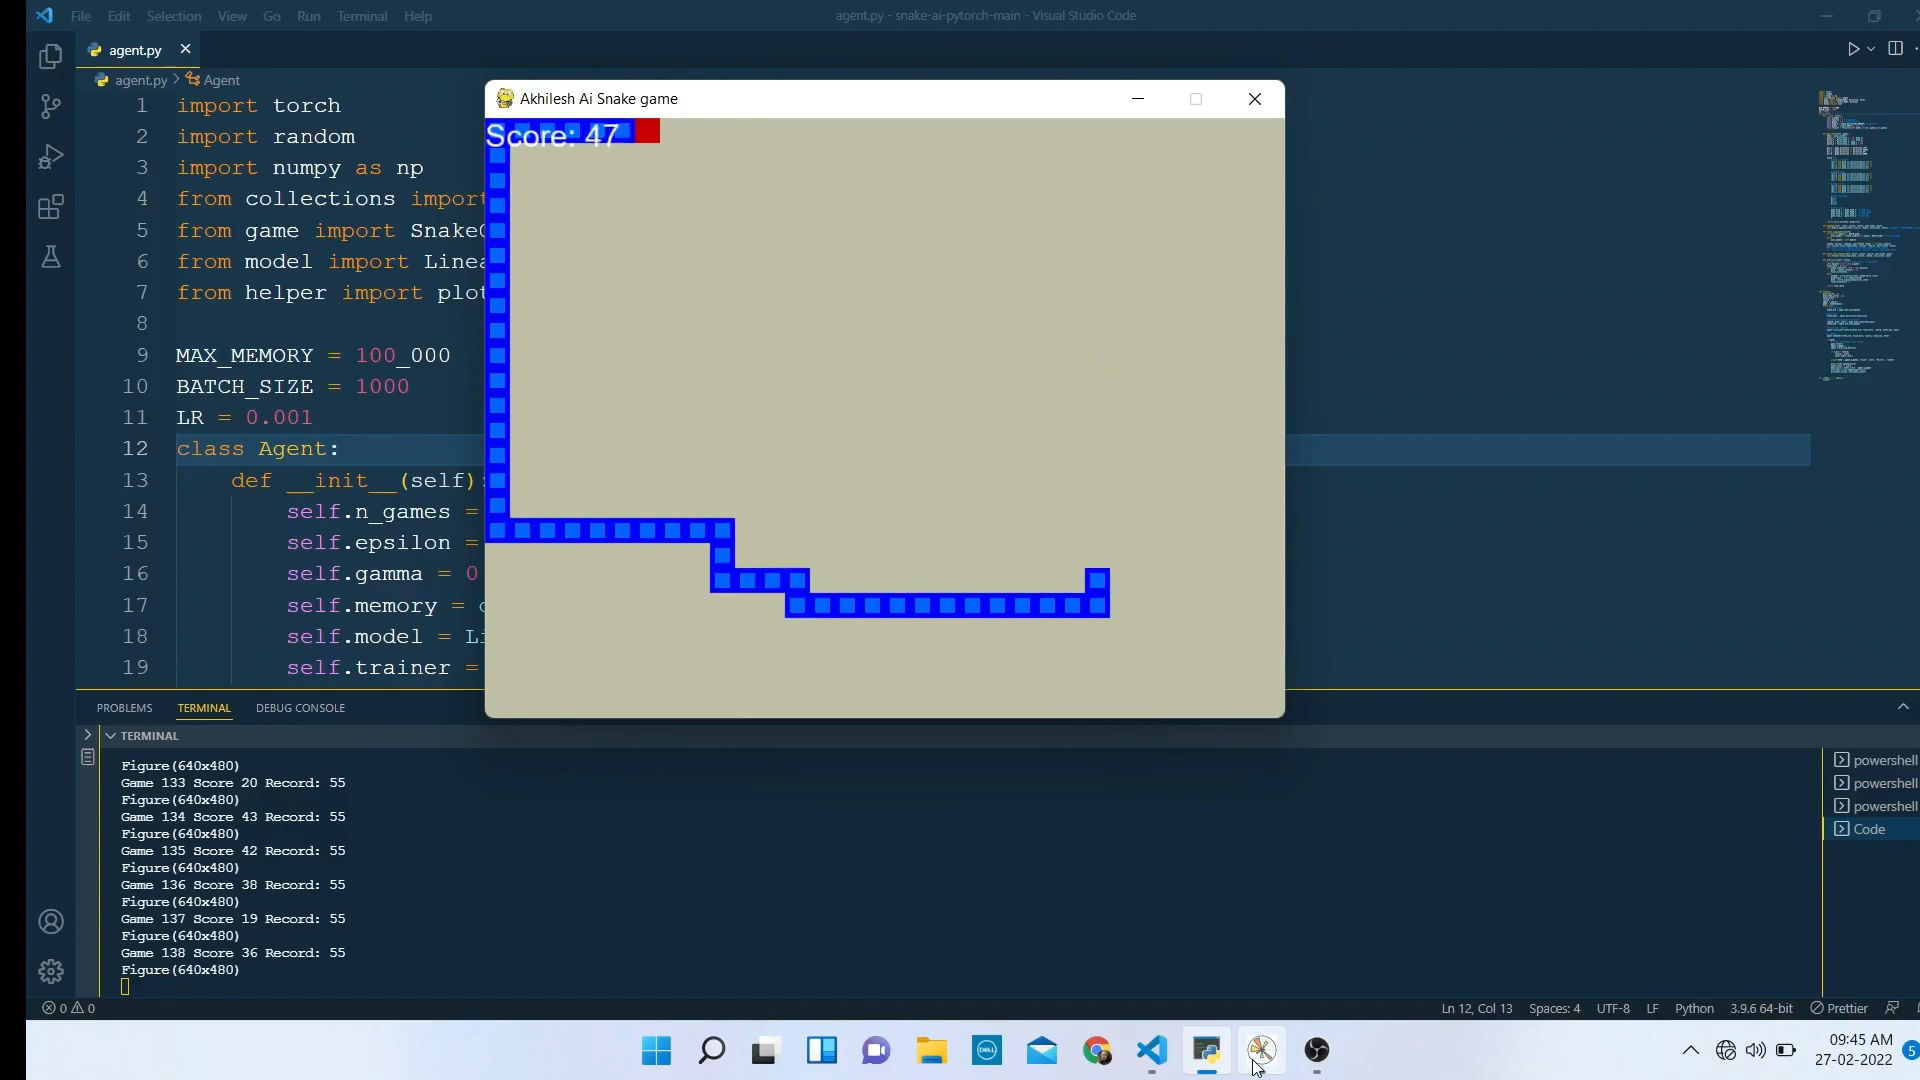 File Edit Selection View Go Run Terminal Help
agent.py - snake-ai-pytorch-main - Visual Studio Code
agent.py
agent.py > Agent
1 import torch
2 import random
3 import numpy as np
4 from collections import
5 from game import Snake
6 from model import Linea
7 from helper import plot
8
9 MAX_MEMORY = 100_000
10 BATCH_SIZE = 1000
11 LR = 0.001
12 class Agent:
13 def __init__(self):
14 self.n_games =
15 self.epsilon =
16 self.gamma = 0
17 self.memory = d
18 self.model = Li
19 self.trainer =
Akhilesh Ai Snake game
Score: 47
PROBLEMS TERMINAL DEBUG CONSOLE
TERMINAL
Figure(640x480)
Game 133 Score 20 Record: 55
Figure(640x480)
Game 134 Score 43 Record: 55
Figure(640x480)
Game 135 Score 42 Record: 55
Figure(640x480)
Game 136 Score 38 Record: 55
Figure(640x480)
Game 137 Score 19 Record: 55
Figure(640x480)
Game 138 Score 36 Record: 55
Figure(640x480)
powershell
powershell
powershell
Code
0 0
Ln 12, Col 13 Spaces: 4 UTF-8 LF Python 3.9.6 64-bit Prettier
DELL
09:45 AM
27-02-2022
5